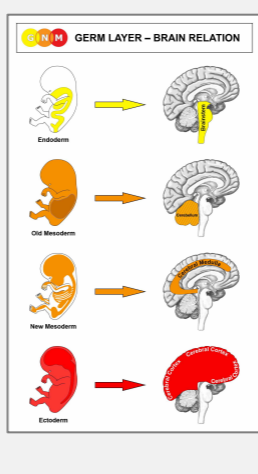 GNM GERM LAYER – BRAIN RELATION
Endoderm
Brainstem
Old Mesoderm
Cerebellum
New Mesoderm
Cerebral Medulla
Ectoderm
Cerebral Cortex
Cerebral Cortex
Cerebral Cortex